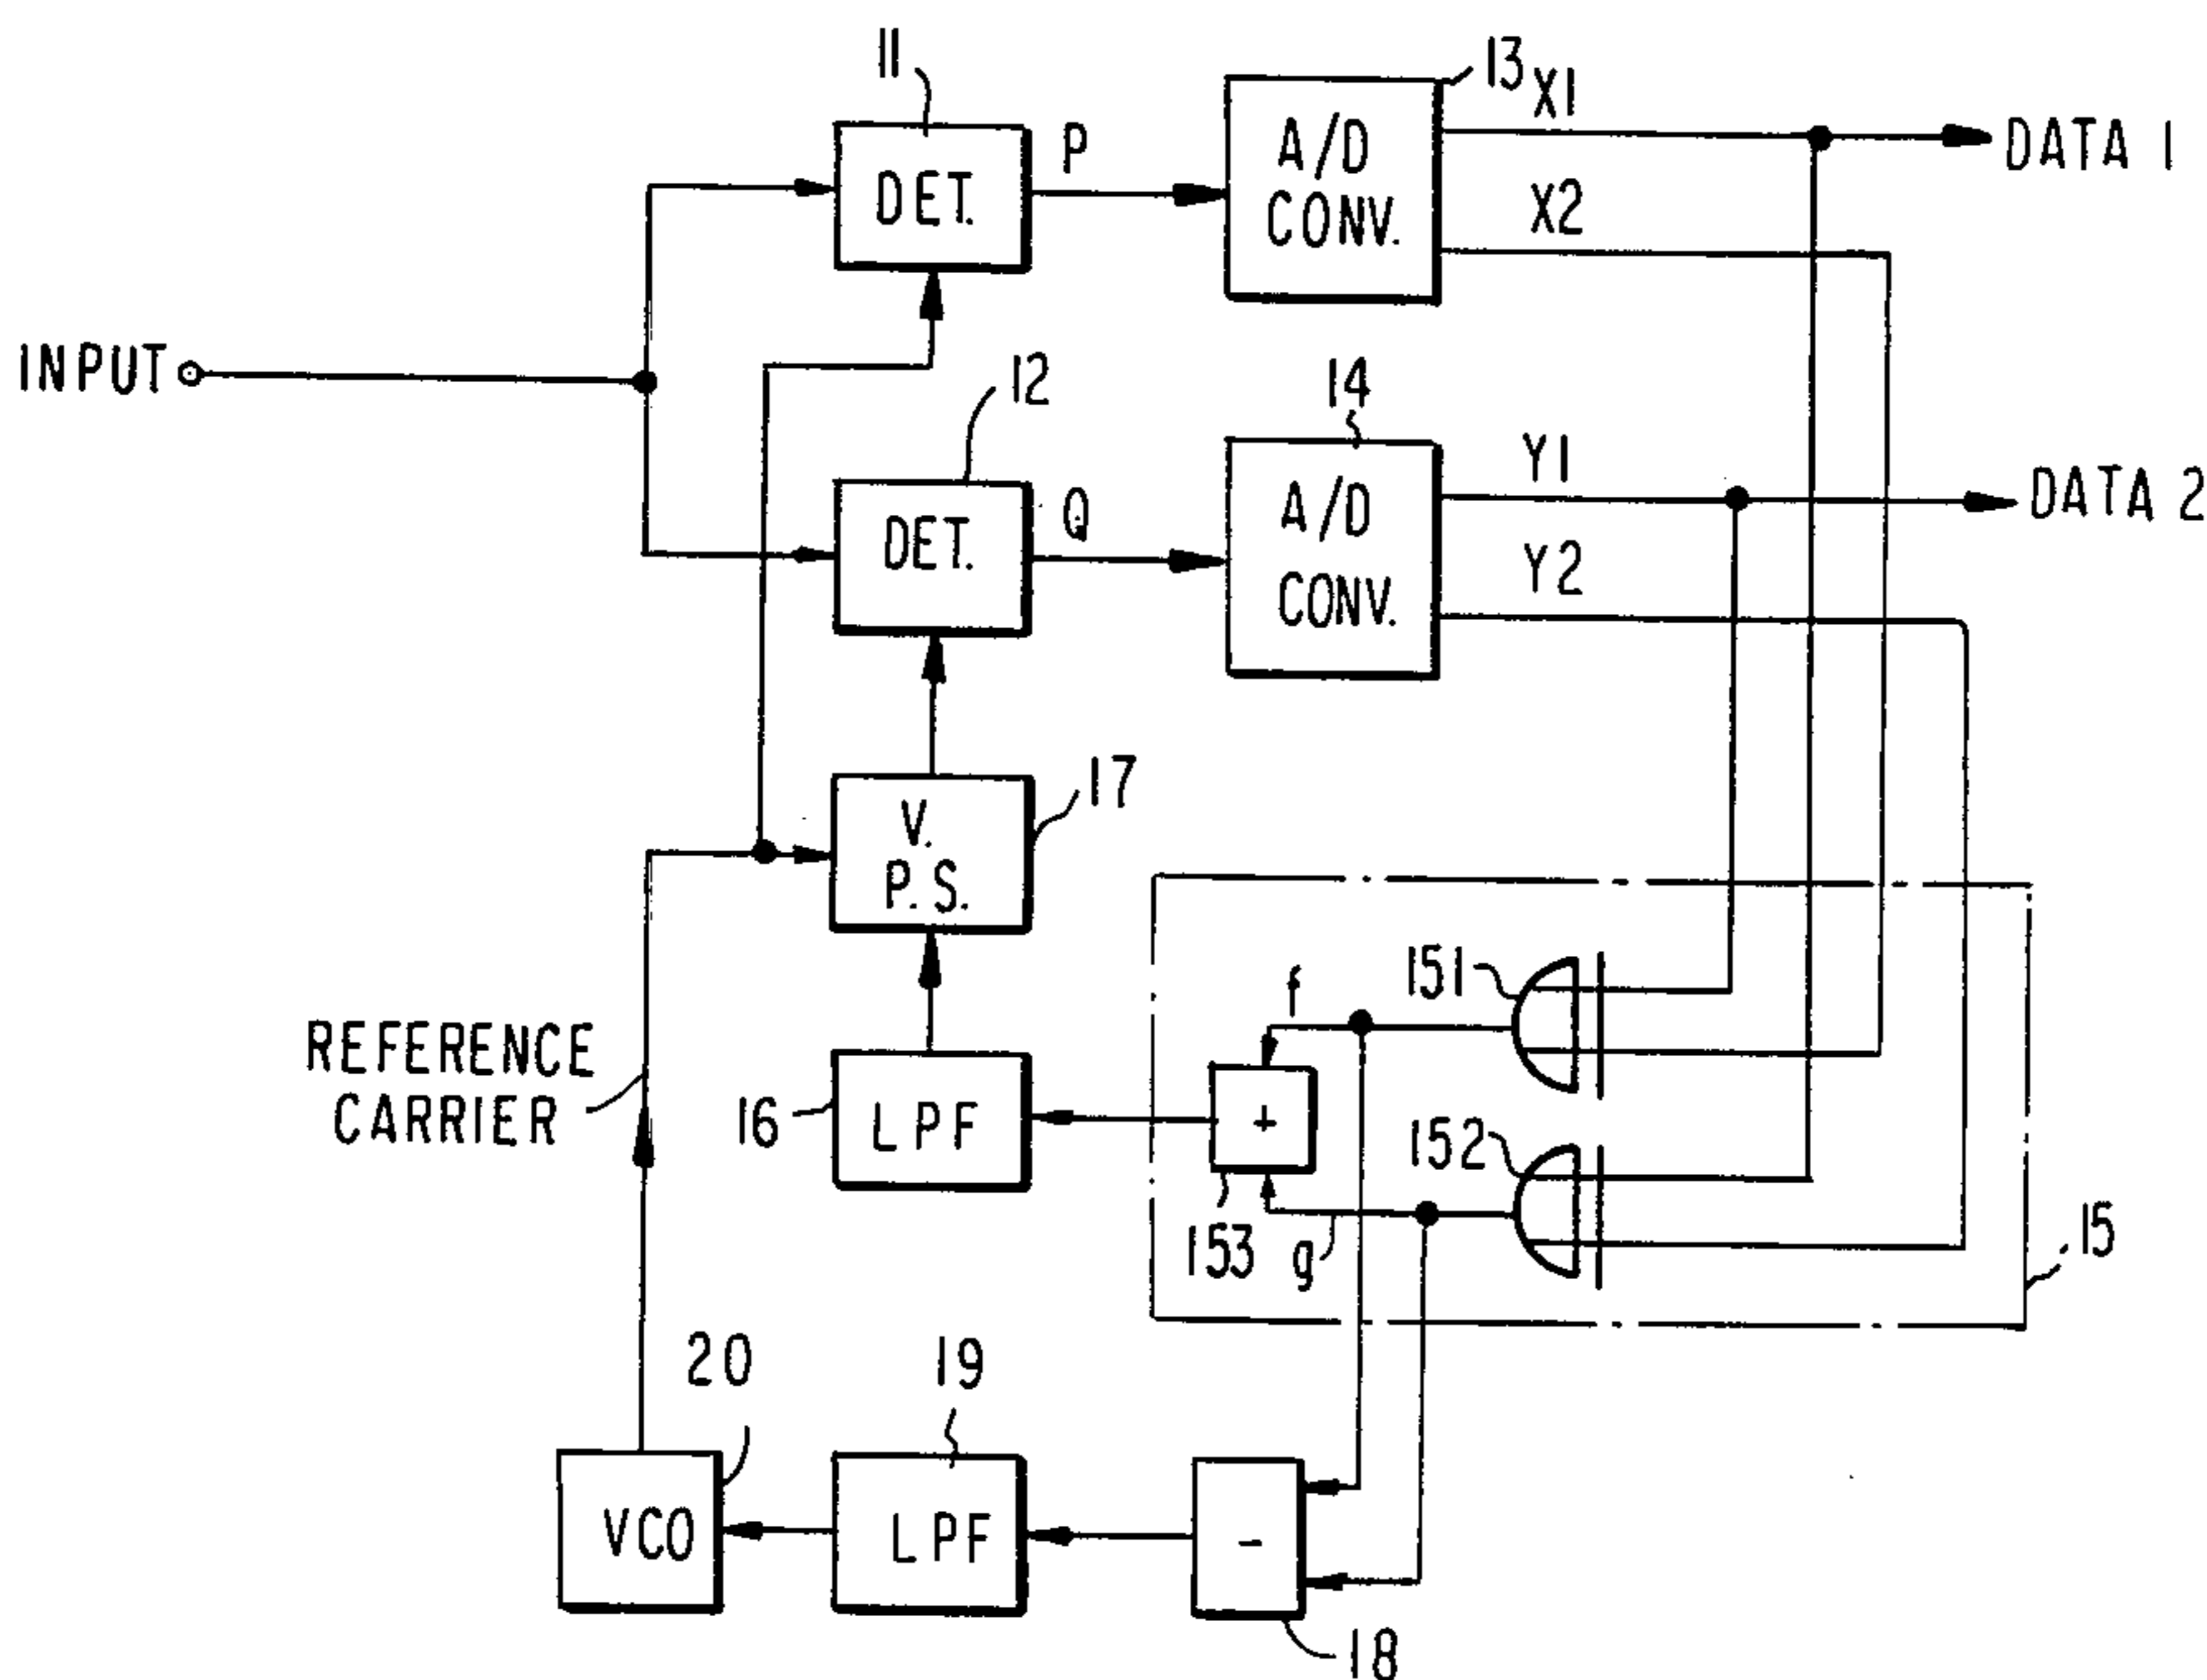 11
DET.
P
13
A/D
CONV.
X1
X2
DATA 1
INPUT
12
DET.
Q
14
A/D
CONV.
Y1
Y2
DATA 2
17
V.
P.S.
REFERENCE
CARRIER
16
LPF
f
+
153
g
151
152
15
20
VCO
19
LPF
-
18